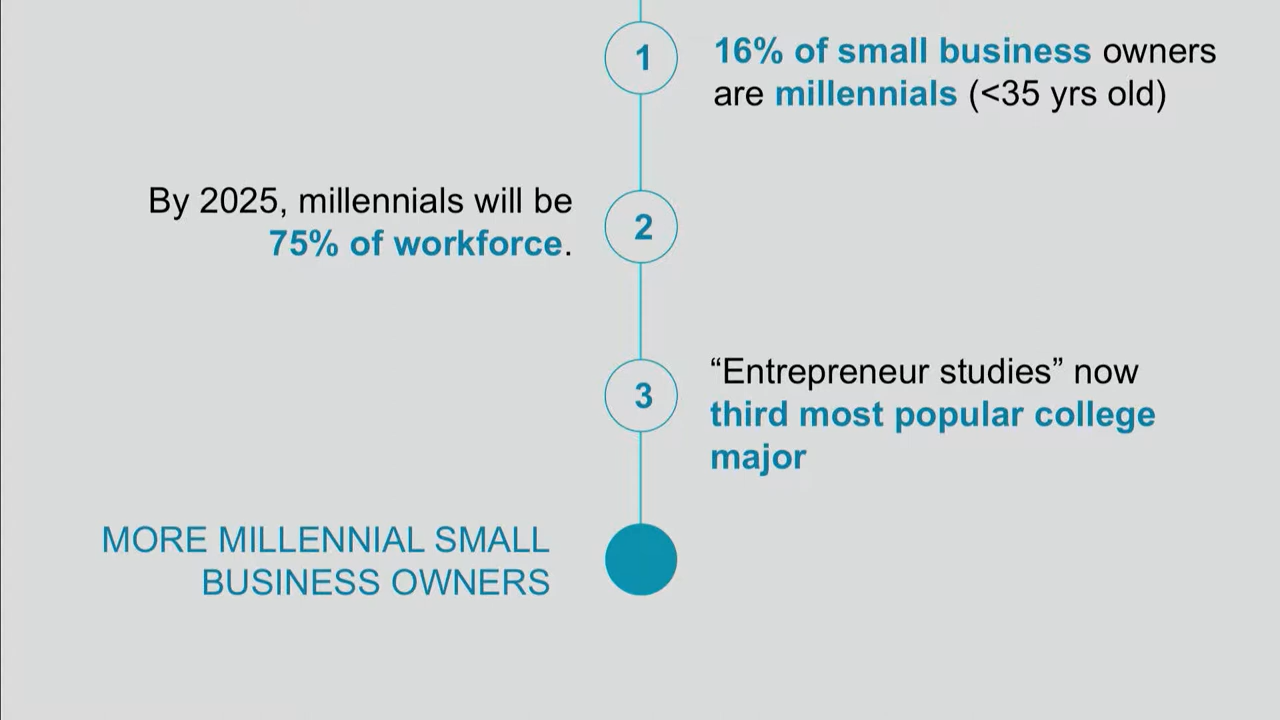 1
16% of small business owners
are millennials (<35 yrs old)
By 2025, millennials will be
75% of workforce.
2
3
“Entrepreneur studies” now
third most popular college
major
MORE MILLENNIAL SMALL
BUSINESS OWNERS